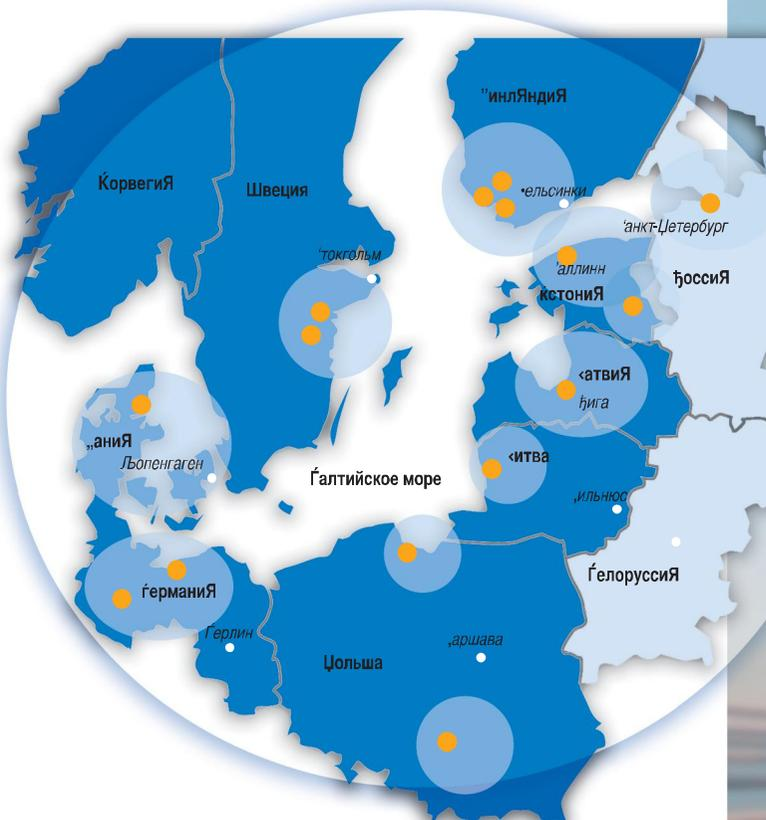 ”инлЯндиЯ
ЌорвегиЯ
Швеция
•ельсинки
‘анкт-Џетербург
‘токгольм
’аллинн
ќстониЯ
ђоссиЯ
‹атвиЯ
ђига
„аниЯ
Љопенгаген
‹итва
Ѓалтийское море
‚ильнюс
ѓерманиЯ
ЃелоруссиЯ
Ѓерлин
‚аршава
Џольша